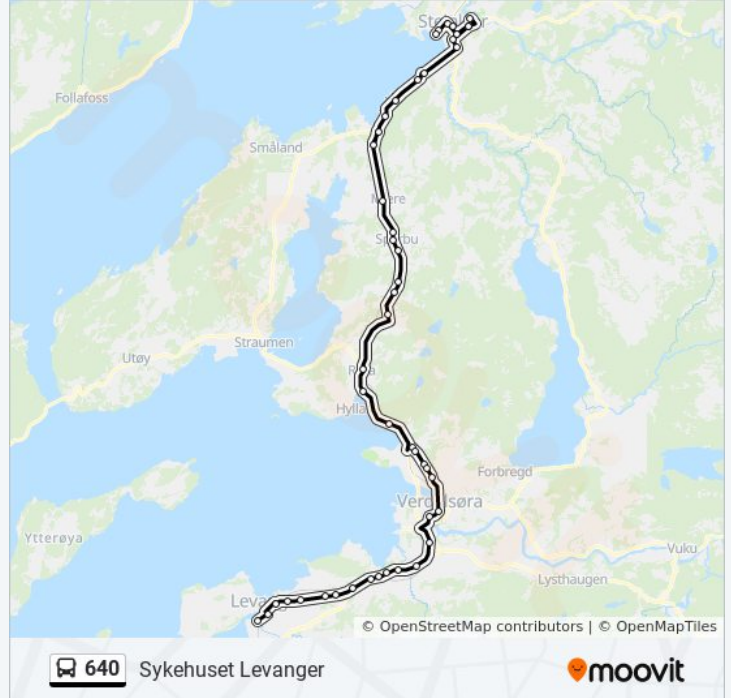 Follafoss
Småland
Straumen
Utøy
Hylla
Forbregd
Ytterøya
Vuku
Lysthaugen
© OpenStreetMap contributors | © OpenMapTiles
640 Sykehuset Levanger
moovit